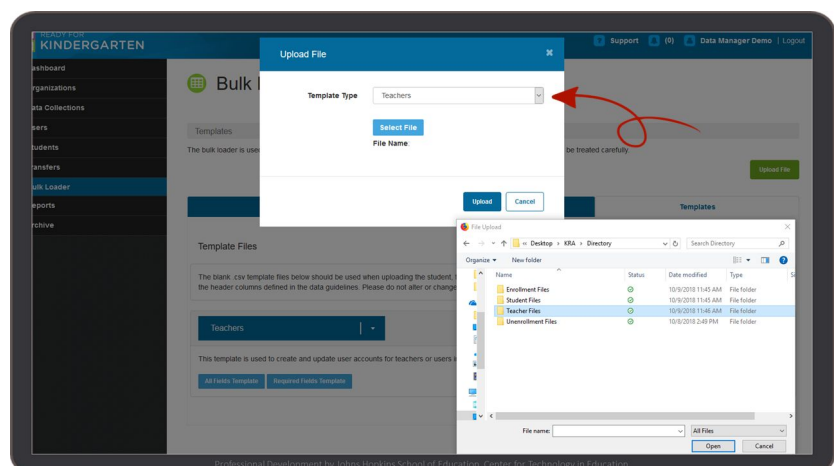 READY FOR
KINDERGARTEN
Support (0) Data Manager Demo | Logout
ashboard
rganizations
ata Collections
sers
tudents
ransfers
ulk Loader
eports
rchive
Bulk
Upload File
Template Type Teachers
Select File
File Name:
Upload Cancel
Templates
The bulk loader is use
be treated carefully
Upload File
Templates
Template Files
The blank .csv template files below should be used when uploading the student,
the header columns defined in the data guidelines. Please do not alter or change
Teachers
This template is used to create and update user accounts for teachers or users i
All Fields Template Required Fields Template
File Upload
« Desktop › KRA › Directory Search Directory
Organize New folder
Name Status Date modified Type Si
Enrollment Files 10/9/2018 11:45 AM File folder
Student Files 10/9/2018 11:45 AM File folder
Teacher Files 10/9/2018 11:46 AM File folder
Unenrollment Files 10/8/2018 2:49 PM File folder
File name: All Files
Open Cancel
Professional Development by Johns Hopkins School of Education, Center for Technology in Education